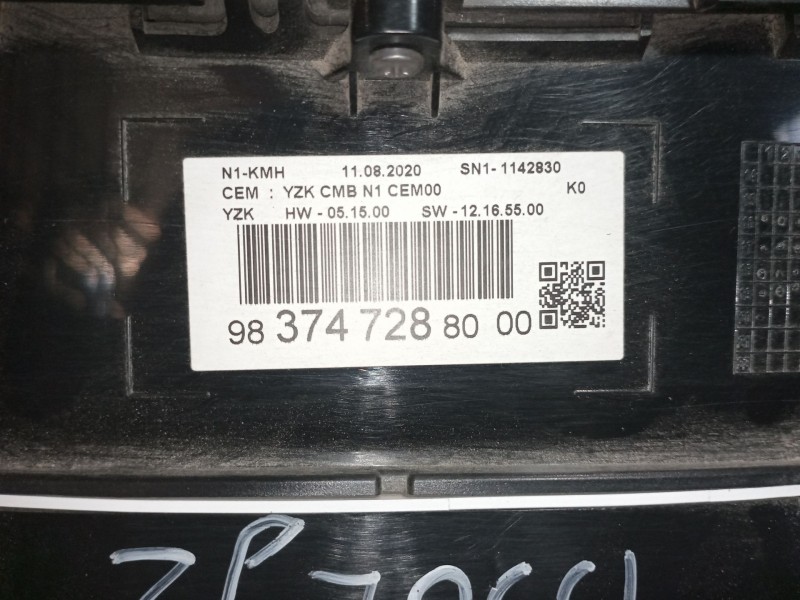 N1-KMH 11.08.2020 SN1- 1142830
CEM : YZK CMB N1 CEM00 K0
YZK HW - 05.15.00 SW - 12.16.55.00
98 374 728 80 00